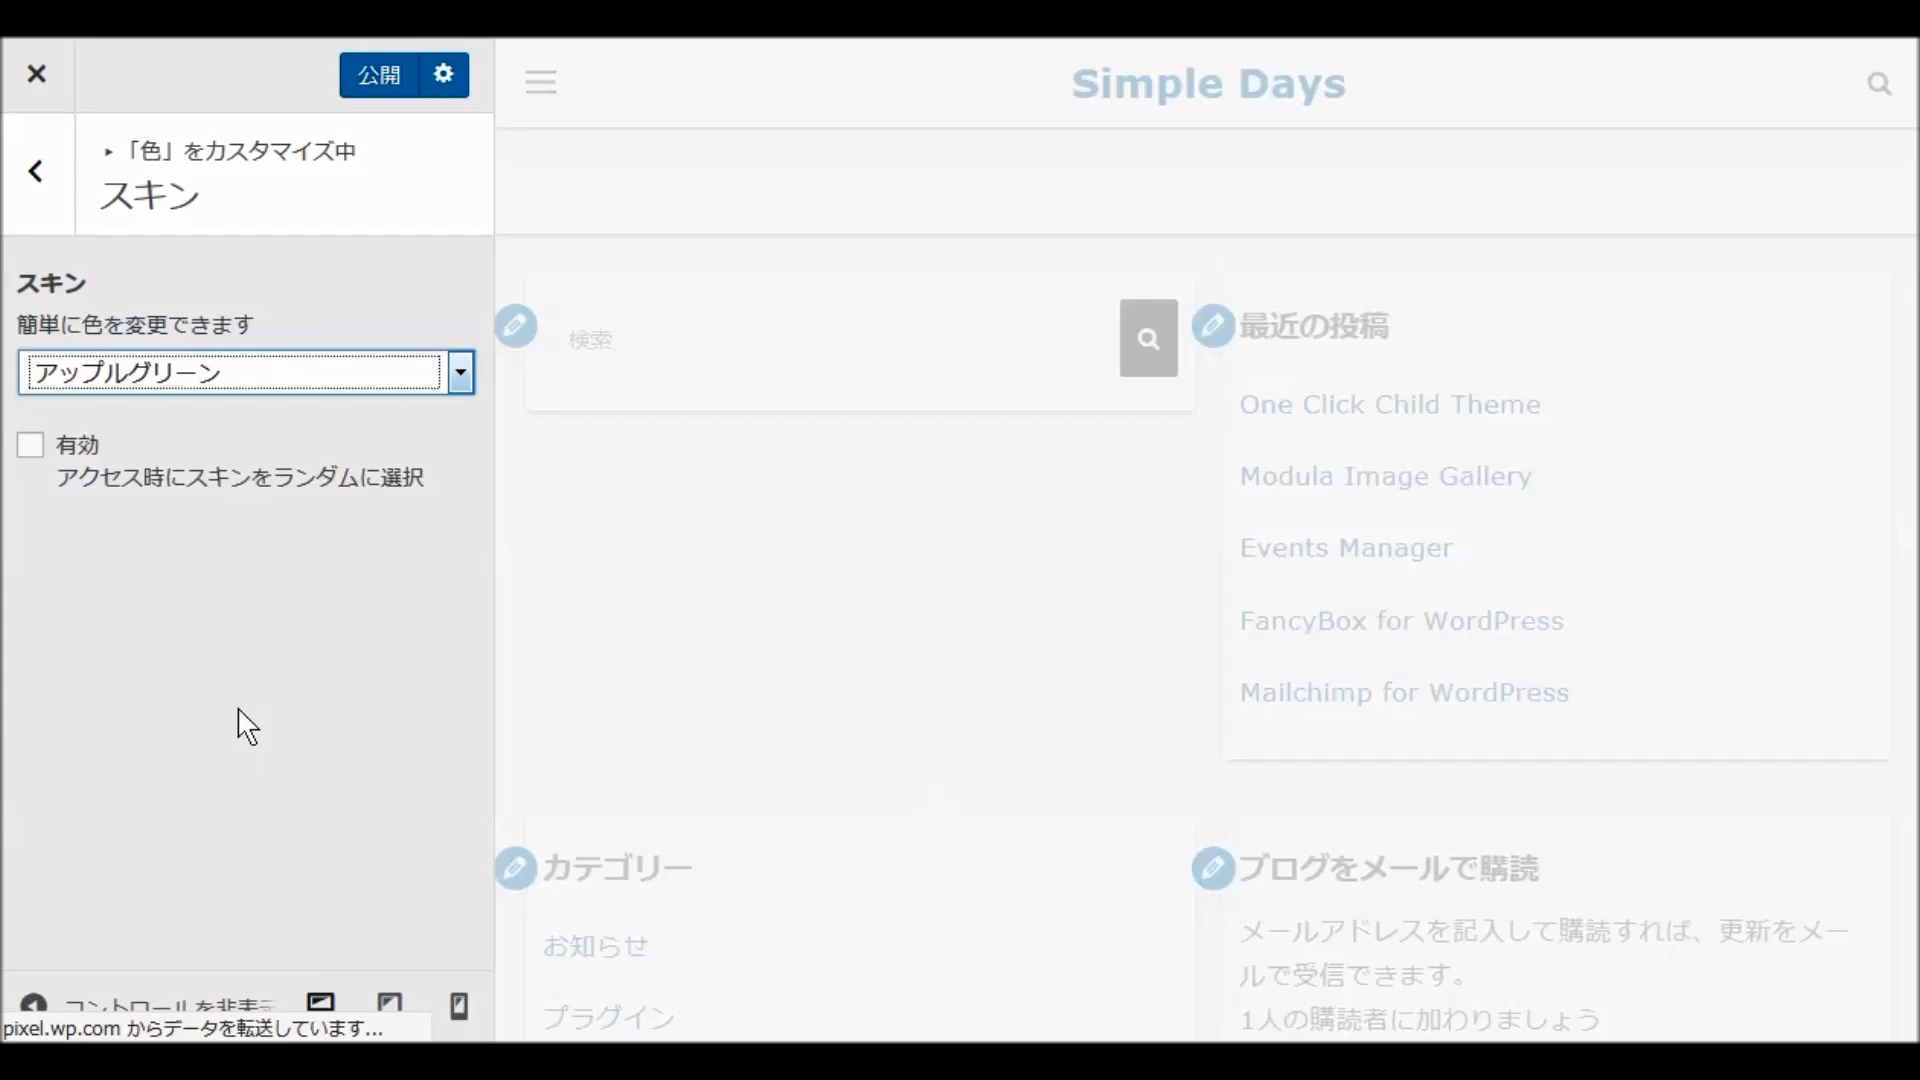 公開
▸「色」をカスタマイズ中
スキン
スキン
簡単に色を変更できます
アップルグリーン
有効
アクセス時にスキンをランダムに選択
コントロールを非表示
pixel.wp.com からデータを転送しています...
Simple Days
検索
最近の投稿
One Click Child Theme
Modula Image Gallery
Events Manager
FancyBox for WordPress
Mailchimp for WordPress
カテゴリー
お知らせ
プラグイン
ブログをメールで購読
メールアドレスを記入して購読すれば、更新をメー
ルで受信できます。
1人の購読者に加わりましょう